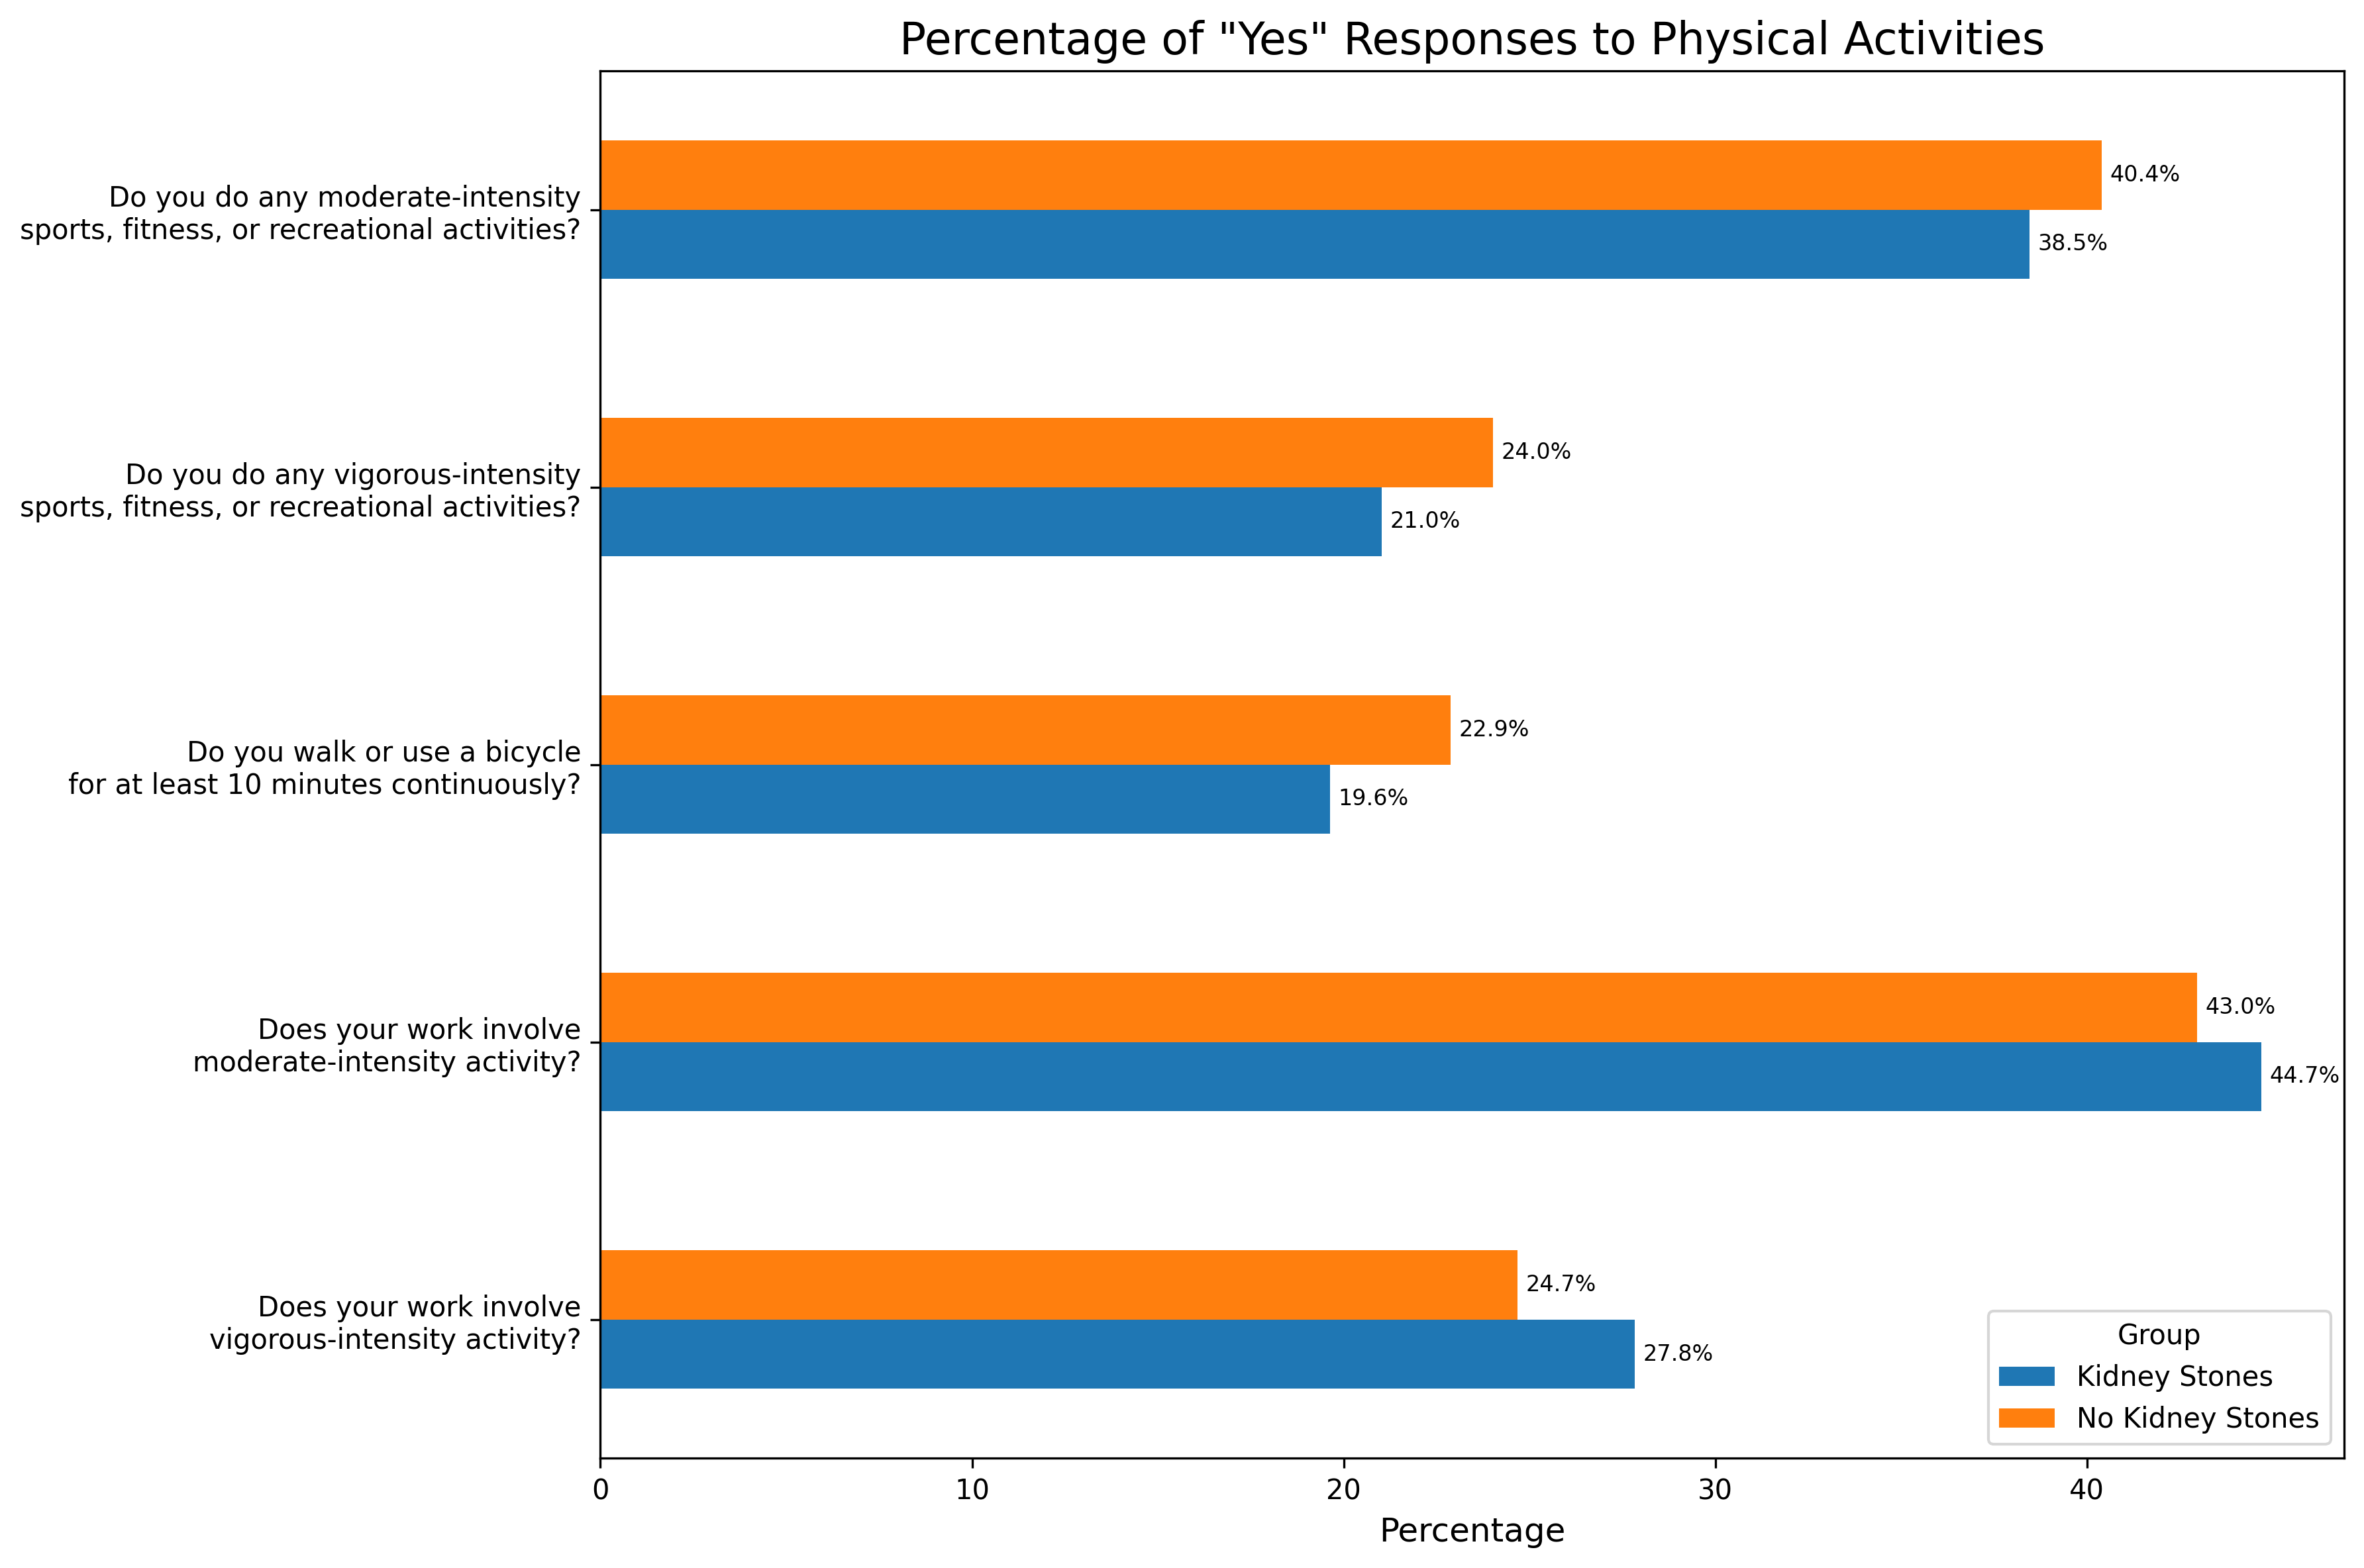 Percentage of "Yes" Responses to Physical Activities
Do you do any moderate-intensity
sports, fitness, or recreational activities?
40.4%
38.5%
Do you do any vigorous-intensity
sports, fitness, or recreational activities?
24.0%
21.0%
Do you walk or use a bicycle
for at least 10 minutes continuously?
22.9%
19.6%
Does your work involve
moderate-intensity activity?
43.0%
44.7%
Does your work involve
vigorous-intensity activity?
24.7%
27.8%
Group
Kidney Stones
No Kidney Stones
0 10 20 30 40
Percentage